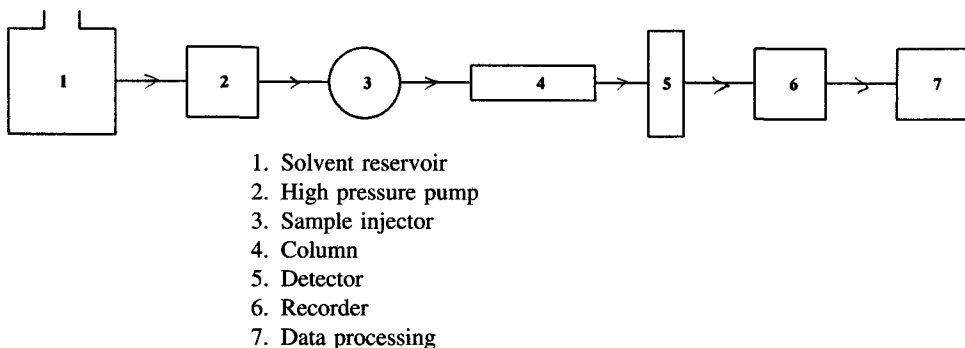 1 2 3 4 5 6 7
1. Solvent reservoir
2. High pressure pump
3. Sample injector
4. Column
5. Detector
6. Recorder
7. Data processing